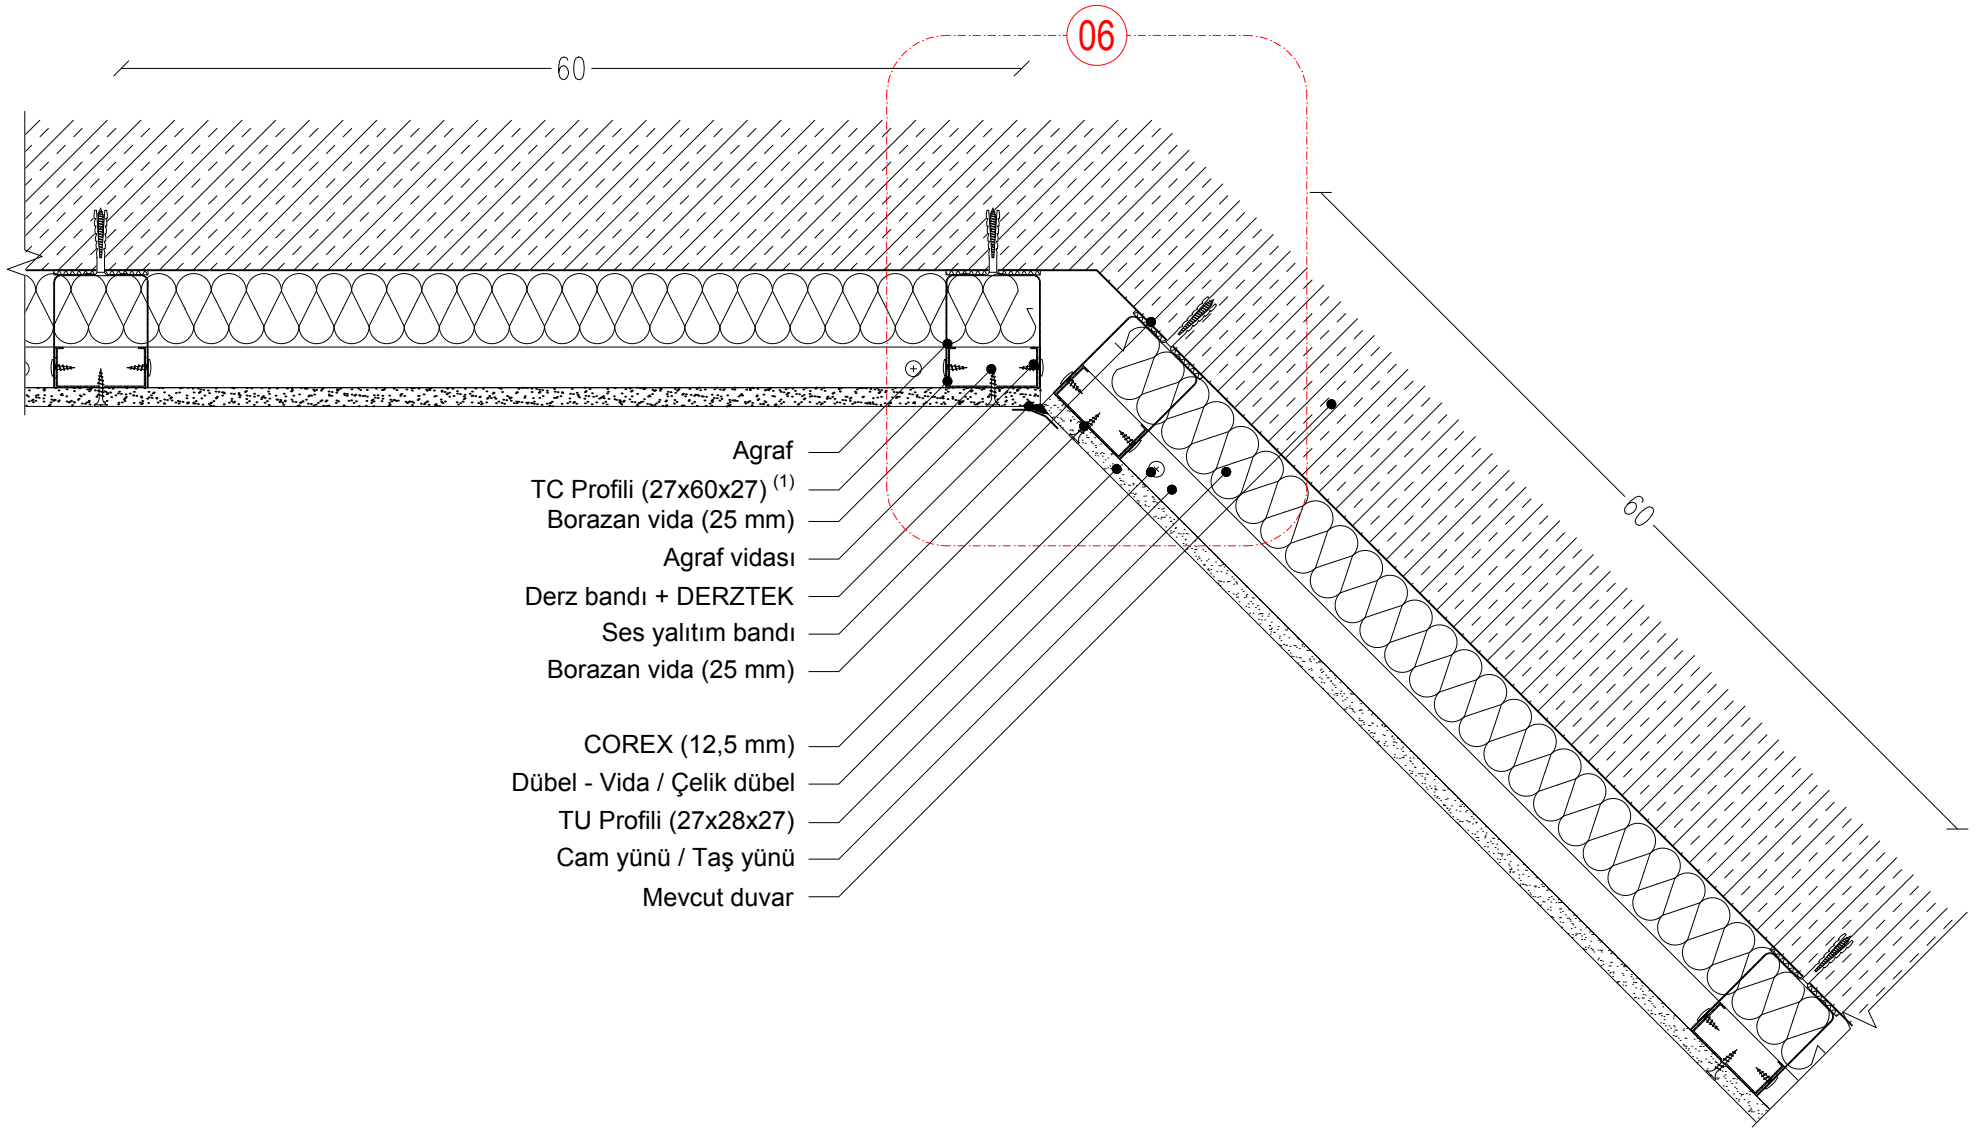 06
60
60
Agraf
TC Profili (27x60x27) (1)
Borazan vida (25 mm)
Agraf vidası
Derz bandı + DERZTEK
Ses yalıtım bandı
Borazan vida (25 mm)
COREX (12,5 mm)
Dübel - Vida / Çelik dübel
TU Profili (27x28x27)
Cam yünü / Taş yünü
Mevcut duvar